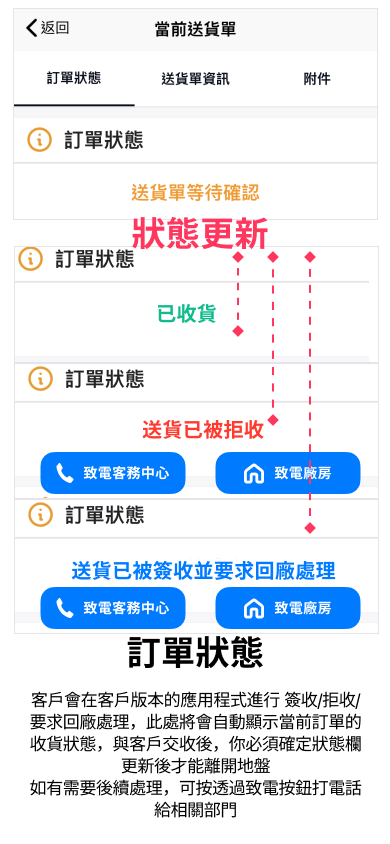 返回
當前送貨單
訂單狀態
送貨單資訊
附件
訂單狀態
送貨單等待確認
狀態更新
訂單狀態
已收貨
訂單狀態
送貨已被拒收
致電客務中心
致電廠房
訂單狀態
送貨已被簽收並要求回廠處理
致電客務中心
致電廠房
訂單狀態
客戶會在客戶版本的應用程式進行 簽收/拒收/
要求回廠處理，此處將會自動顯示當前訂單的
收貨狀態，與客戶交收後，你必須確定狀態欄
更新後才能離開地盤
如有需要後續處理，可按透過致電按鈕打電話
給相關部門